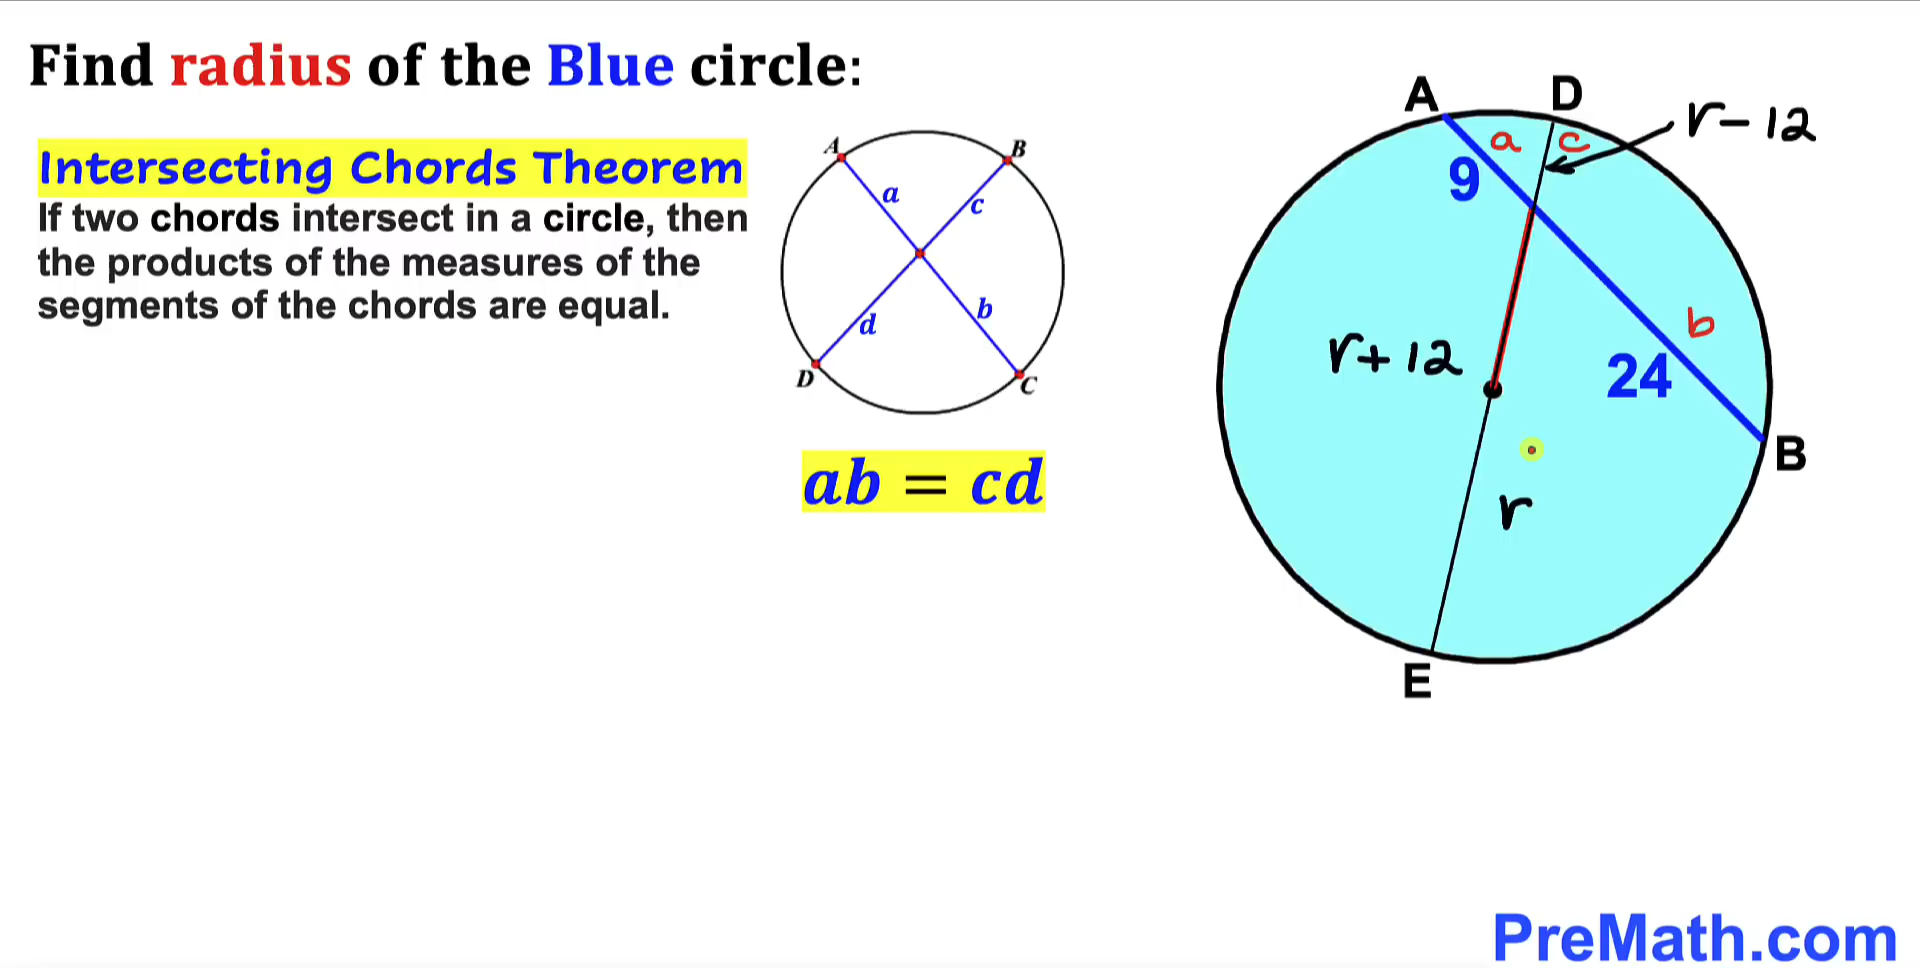 Find radius of the Blue circle:
Intersecting Chords Theorem
If two chords intersect in a circle, then
the products of the measures of the
segments of the chords are equal.
A
B
a
c
d
b
D
C
ab = cd
A
D
r-12
a
c
9
b
r+12
24
B
r
E
PreMath.com